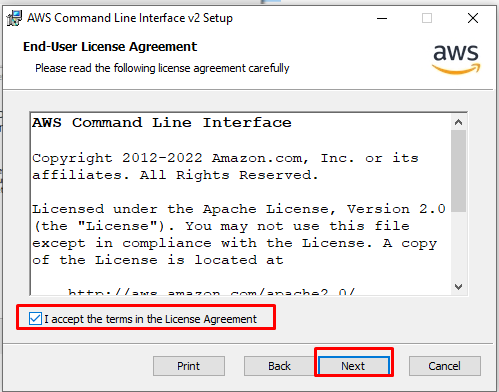 AWS Command Line Interface v2 Setup
End-User License Agreement
Please read the following license agreement carefully
aws
AWS Command Line Interface
Copyright 2012-2022 Amazon.com, Inc. or its
affiliates. All Rights Reserved.
Licensed under the Apache License, Version 2.0
(the "License"). You may not use this file
except in compliance with the License. A copy
of the License is located at
http://aws.amazon.com/apache2.0/
I accept the terms in the License Agreement
Print
Back
Next
Cancel